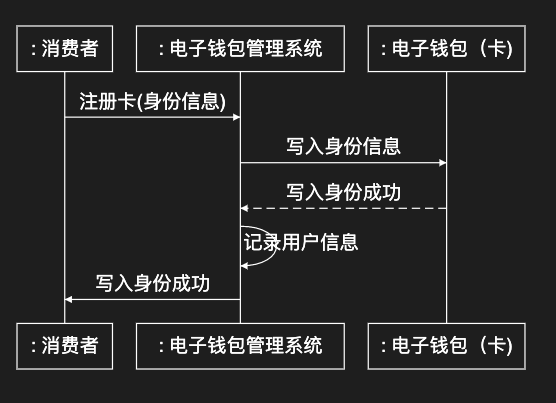 : 消费者
: 电子钱包管理系统
: 电子钱包（卡)
注册卡(身份信息)
写入身份信息
写入身份成功
记录用户信息
写入身份成功
: 消费者
: 电子钱包管理系统
: 电子钱包（卡)